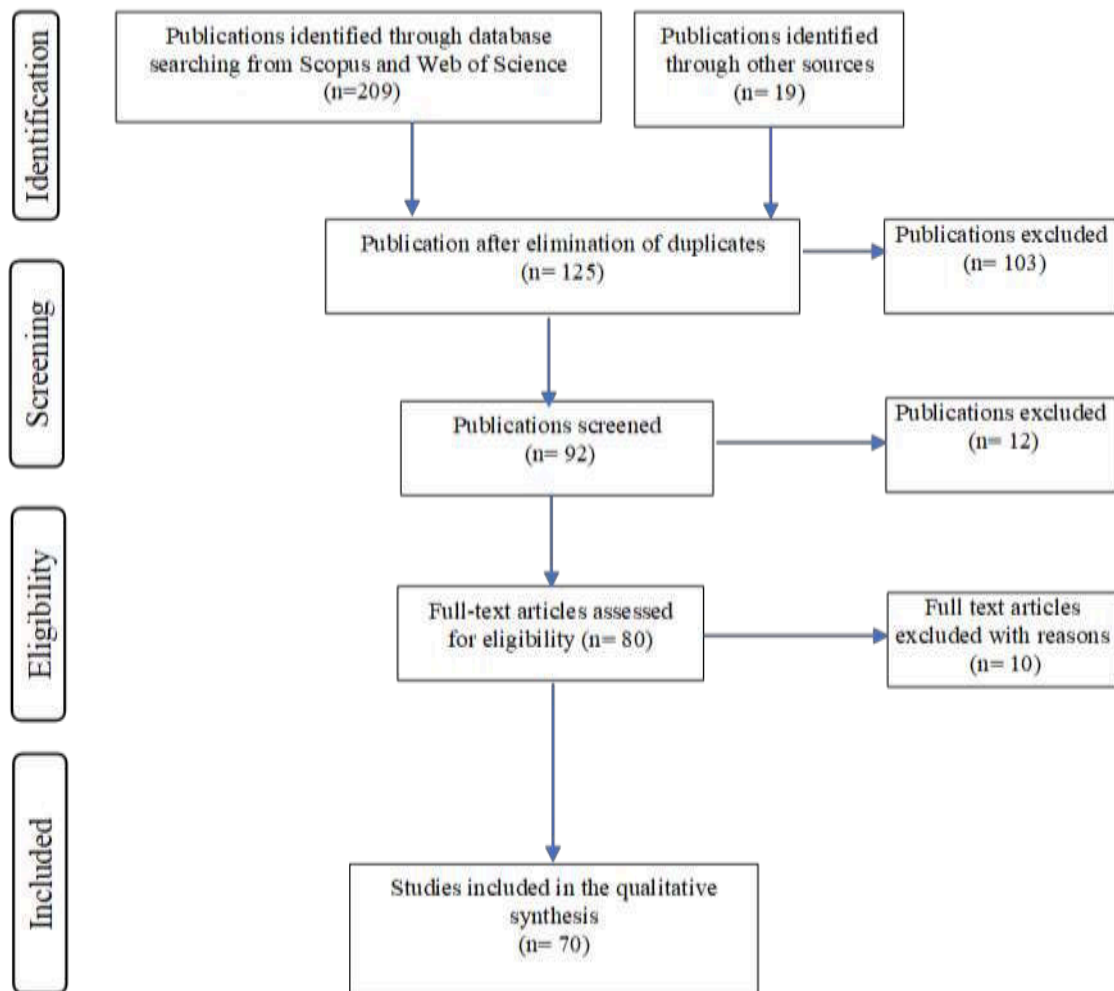 Identification
Publications identified through database
searching from Scopus and Web of Science
(n=209)
Publications identified
through other sources
(n= 19)
Publication after elimination of duplicates
(n= 125)
Publications excluded
(n= 103)
Screening
Publications screened
(n= 92)
Publications excluded
(n= 12)
Eligibility
Full-text articles assessed
for eligibility (n= 80)
Full text articles
excluded with reasons
(n= 10)
Included
Studies included in the qualitative
synthesis
(n= 70)